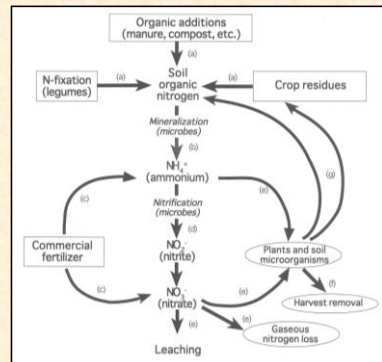 Organic additions
(manure, compost, etc.)
(a)
N-fixation
(legumes)
(a)
Soil
organic
nitrogen
(a)
Crop residues
Mineralization
(microbes)
(b)
(g)
NH₄⁺
(ammonium)
(e)
(c)
Nitrification
(microbes)
(d)
Commercial
fertilizer
NO₂⁻
(nitrite)
Plants and soil
microorganisms
(c)
NO₃⁻
(nitrate)
(e)
(f)
Harvest removal
(e)
(e)
Gaseous
nitrogen loss
Leaching